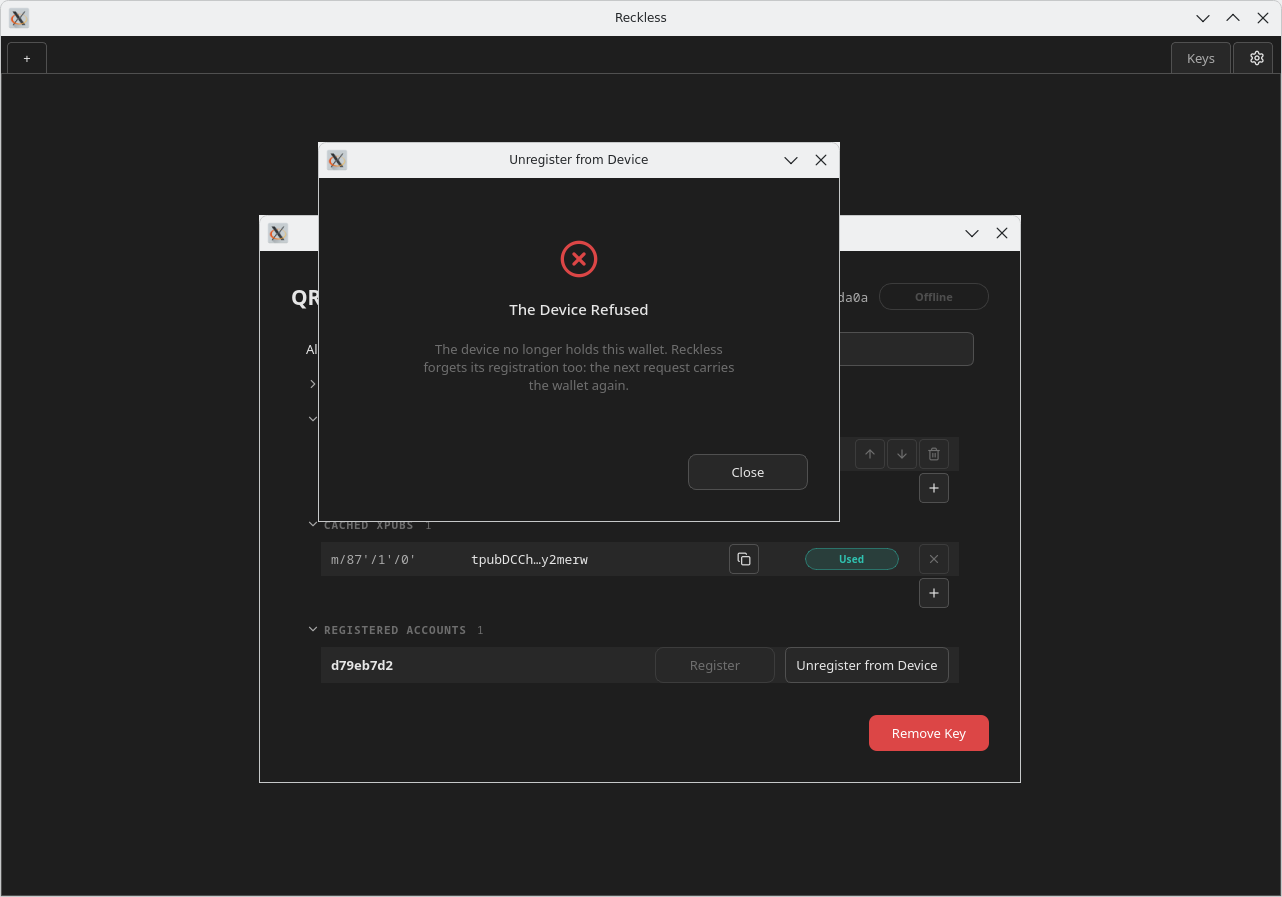 Reckless
+
Keys
Unregister from Device
QR
da0a
Offline
The Device Refused
Al
The device no longer holds this wallet. Reckless
forgets its registration too: the next request carries
the wallet again.
Close
+
CACHED XPUBS 1
m/87'/1'/0'
tpubDCCh…y2merw
Used
+
REGISTERED ACCOUNTS 1
d79eb7d2
Register
Unregister from Device
Remove Key